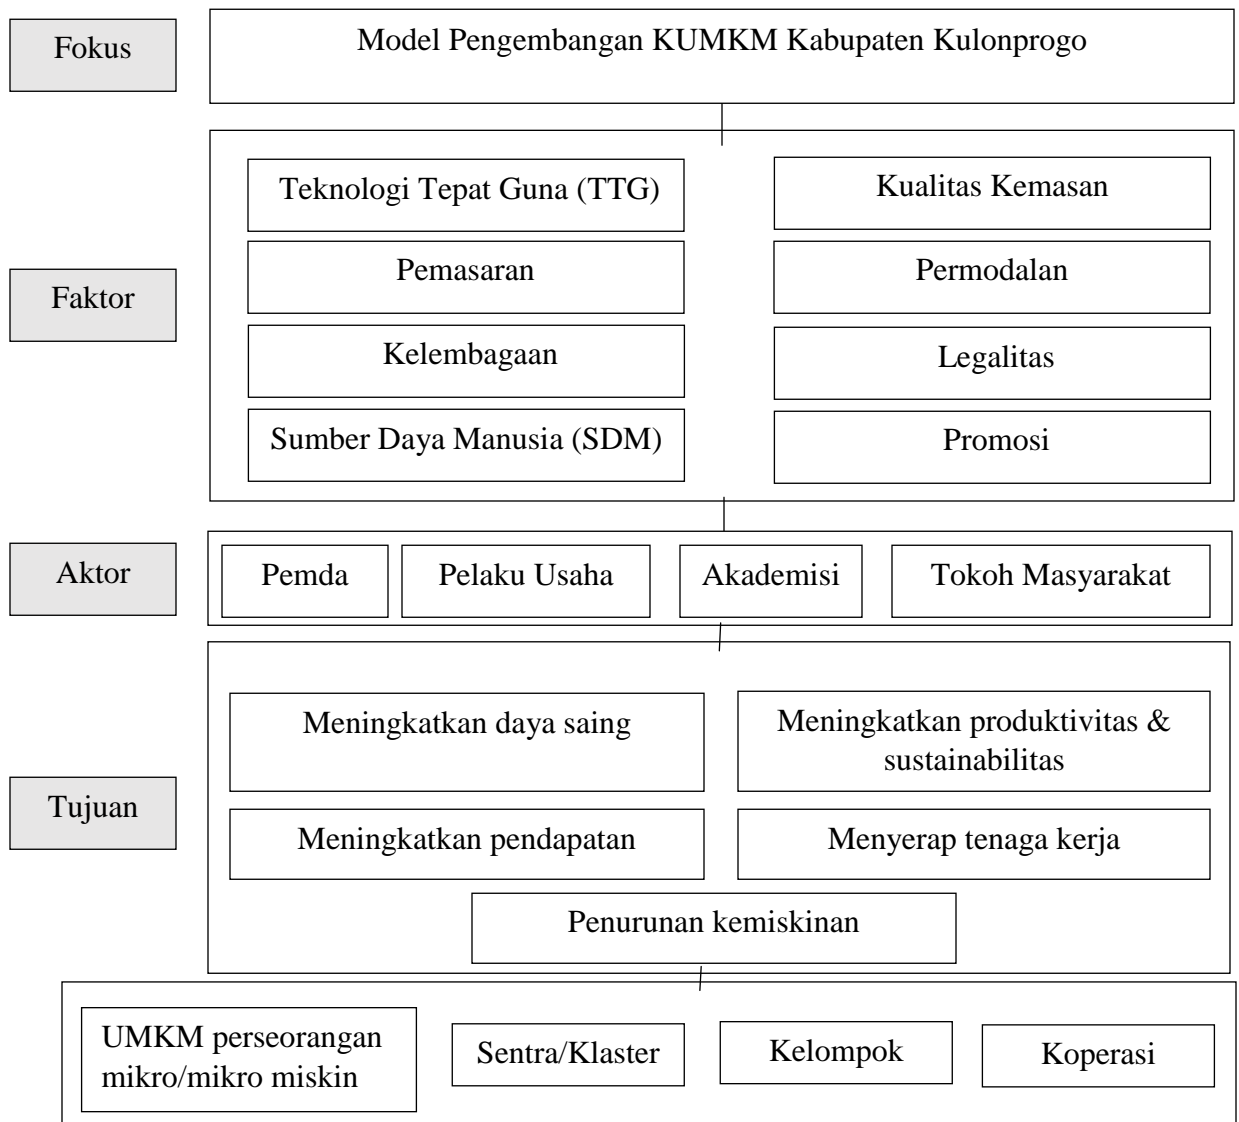 Fokus
Model Pengembangan KUMKM Kabupaten Kulonprogo
Faktor
Teknologi Tepat Guna (TTG)
Kualitas Kemasan
Pemasaran
Permodalan
Kelembagaan
Legalitas
Sumber Daya Manusia (SDM)
Promosi
Aktor
Pemda
Pelaku Usaha
Akademisi
Tokoh Masyarakat
Tujuan
Meningkatkan daya saing
Meningkatkan produktivitas &
sustainabilitas
Meningkatkan pendapatan
Menyerap tenaga kerja
Penurunan kemiskinan
UMKM perseorangan
mikro/mikro miskin
Sentra/Klaster
Kelompok
Koperasi